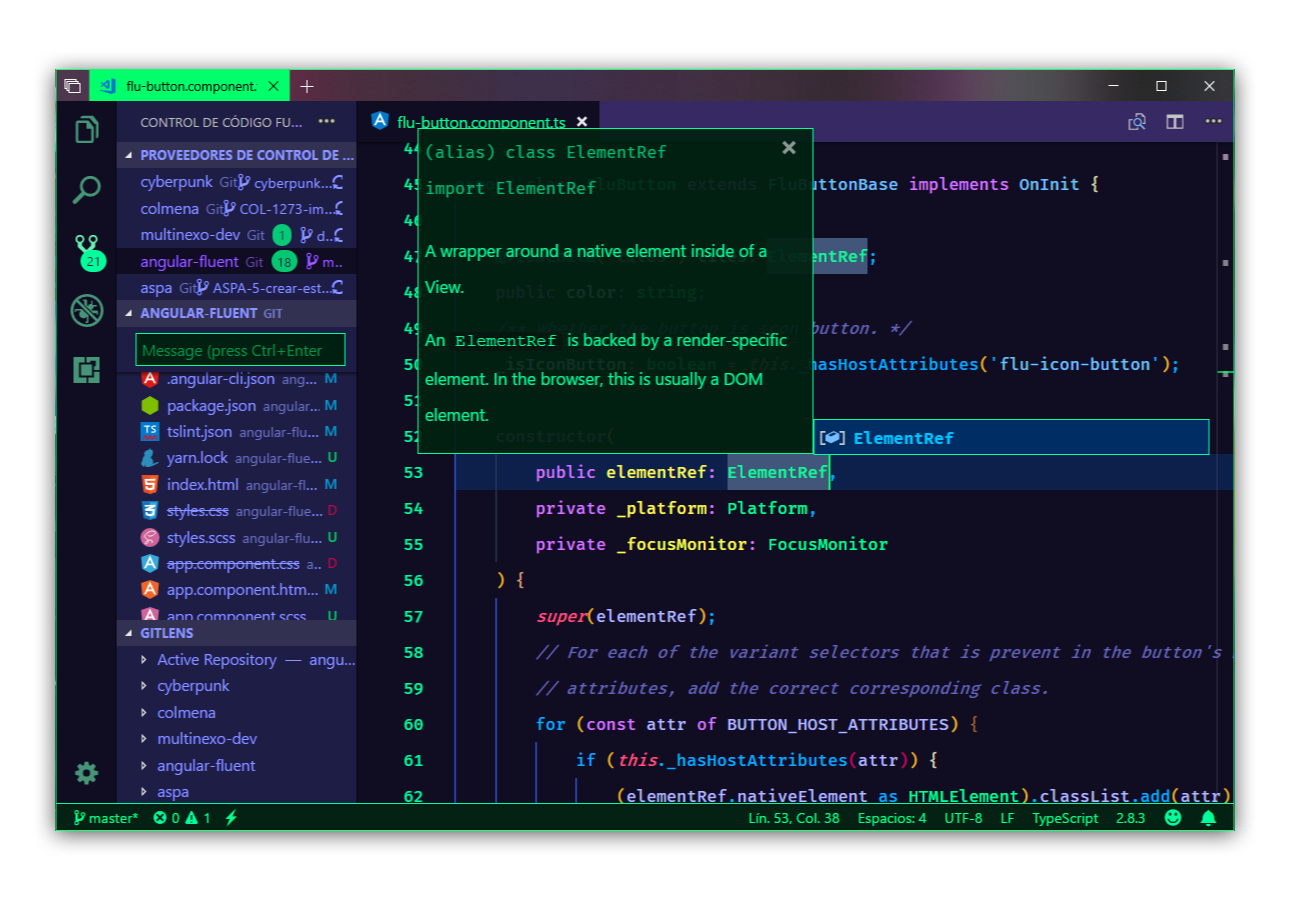 flu-button.component.
CONTROL DE CÓDIGO FU... ···
flu-button.component.ts
PROVEEDORES DE CONTROL DE ...
cyberpunk Git cyberpunk...
colmena Git COL-1273-im...
multinexo-dev Git 1 d...
angular-fluent Git 18 m..
aspa Git ASPA-5-crear-est...
21
ANGULAR-FLUENT GIT
Message (press Ctrl+Enter
.angular-cli.json ang... M
package.json angular... M
tslint.json angular-flu... M
yarn.lock angular-flue... U
index.html angular-fl... M
styles.css angular-flue... D
styles.scss angular-flu... U
app.component.css a... D
app.component.htm... M
app.component.scss U
GITLENS
Active Repository — angu...
cyberpunk
colmena
multinexo-dev
angular-fluent
aspa
(alias) class ElementRef
import ElementRef
A wrapper around a native element inside of a
View.
An ElementRef is backed by a render-specific
element. In the browser, this is usually a DOM
element.
ElementRef
45 FluButton extends FluButtonBase implements OnInit {
ElementRef;
48 public color: string;
49 /** Whether the button is icon button. */
50 _isIconButton: boolean = this._hasHostAttributes('flu-icon-button');
52 constructor(
53 public elementRef: ElementRef,
54 private _platform: Platform,
55 private _focusMonitor: FocusMonitor
56 ) {
57 super(elementRef);
58 // For each of the variant selectors that is prevent in the button's
59 // attributes, add the correct corresponding class.
60 for (const attr of BUTTON_HOST_ATTRIBUTES) {
61 if (this._hasHostAttributes(attr)) {
62 (elementRef.nativeElement as HTMLElement).classList.add(attr)
master* 0 1 Lín. 53, Col. 38 Espacios: 4 UTF-8 LF TypeScript 2.8.3